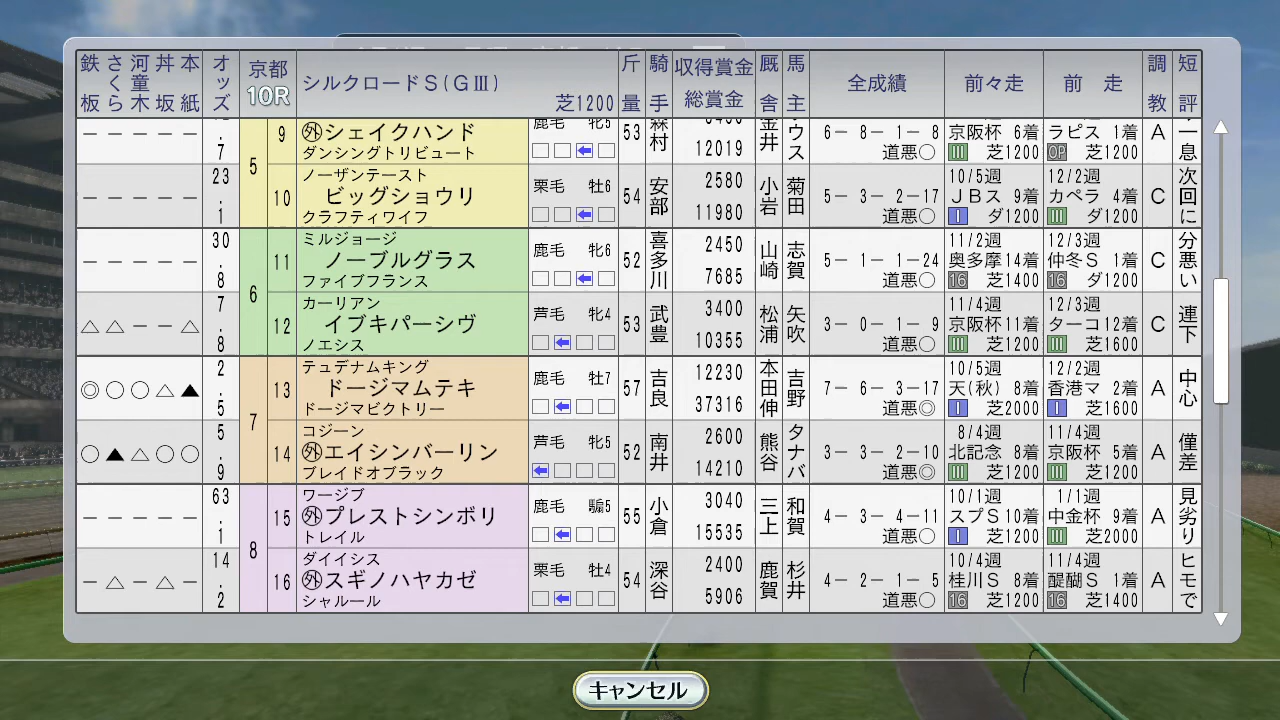 鉄板 さくら 河童木 丼坂 本紙 オッズ 京都10R シルクロードS(GⅢ) 芝1200 斤量 騎手 収得賞金 総賞金 厩舎 馬主 全成績 前々走 前走 調教 短評
----- .7 5 9 外シェイクハンド ダンシングトリビュート 鹿毛 牝5 53 森村 12019 金井 ウス 6-8-1-8 道悪○ 京阪杯 6着 Ⅲ 芝1200 ラピス 1着 OP 芝1200 A 一息
----- 23.1 10 ノーザンテースト ビッグショウリ クラフティワイフ 栗毛 牡6 54 安部 2580 11980 小岩 菊田 5-3-2-17 道悪○ 10/5週 JBス 9着 Ⅰ ダ1200 12/2週 カペラ 4着 Ⅲ ダ1200 C 次回に
----- 30.8 6 11 ミルジョージ ノーブルグラス ファイブフランス 鹿毛 牝6 52 喜多川 2450 7685 山崎 志賀 5-1-1-24 道悪○ 11/2週 奥多摩 14着 16 芝1400 12/3週 仲冬S 1着 16 ダ1200 C 分悪い
△△--△ 7.8 12 カーリアン イブキパーシヴ ノエシス 芦毛 牝4 53 武豊 3400 10355 松浦 矢吹 3-0-1-9 道悪○ 11/4週 京阪杯 11着 Ⅲ 芝1200 12/3週 ターコ 12着 Ⅲ 芝1600 C 連下
◎○○△▲ 2.5 7 13 テュデナムキング ドージマムテキ ドージマビクトリー 鹿毛 牡7 57 吉良 12230 37316 本田伸 吉野 7-6-3-17 道悪◎ 10/5週 天(秋) 8着 Ⅰ 芝2000 12/2週 香港マ 2着 Ⅰ 芝1600 A 中心
○▲△○○ 5.9 14 コジーン 外エイシンバーリン ブレイドオブラック 芦毛 牝5 52 南井 2600 14210 熊谷 タナバ 3-3-2-10 道悪◎ 8/4週 北記念 8着 Ⅲ 芝1200 11/4週 京阪杯 5着 Ⅲ 芝1200 A 僅差
----- 63.1 8 15 ワージブ 外プレストシンボリ トレイル 鹿毛 騸5 55 小倉 3040 15535 三上 和賀 4-3-4-11 道悪○ 10/1週 スプS 10着 Ⅰ 芝1200 1/1週 中金杯 9着 Ⅲ 芝2000 A 見劣り
-△-△- 14.2 16 ダイイシス 外スギノハヤカゼ シャルール 栗毛 牡4 54 深谷 2400 5906 鹿賀 杉井 4-2-1-5 道悪○ 10/4週 桂川S 8着 16 芝1200 11/4週 醍醐S 1着 16 芝1400 A ヒモで
キャンセル